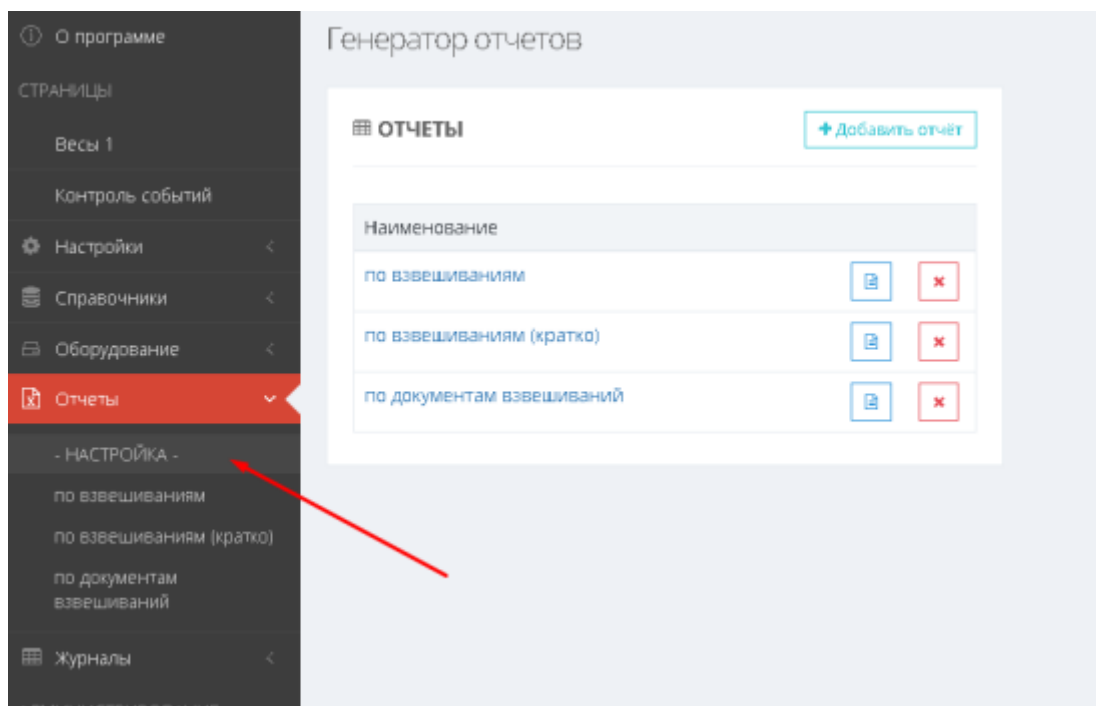 О программе
СТРАНИЦЫ
Весы 1
Контроль событий
Настройки
Справочники
Оборудование
Отчеты
- НАСТРОЙКА -
по взвешиваниям
по взвешиваниям (кратко)
по документам
взвешиваний
Журналы
Генератор отчетов
ОТЧЕТЫ
+ Добавить отчёт
Наименование
по взвешиваниям
по взвешиваниям (кратко)
по документам взвешиваний